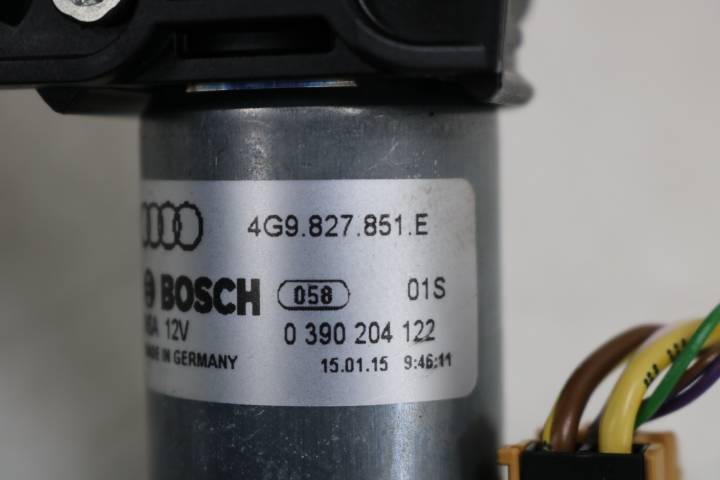 4G9.827.851.E
BOSCH 058 01S
12V 0 390 204 122
IN GERMANY 15.01.15 9:46:11